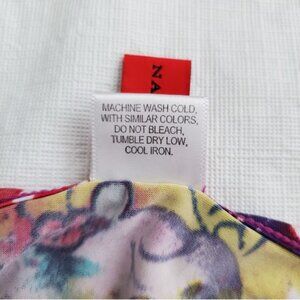 NA
MACHINE WASH COLD,
WITH SIMILAR COLORS,
DO NOT BLEACH,
TUMBLE DRY LOW,
COOL IRON.